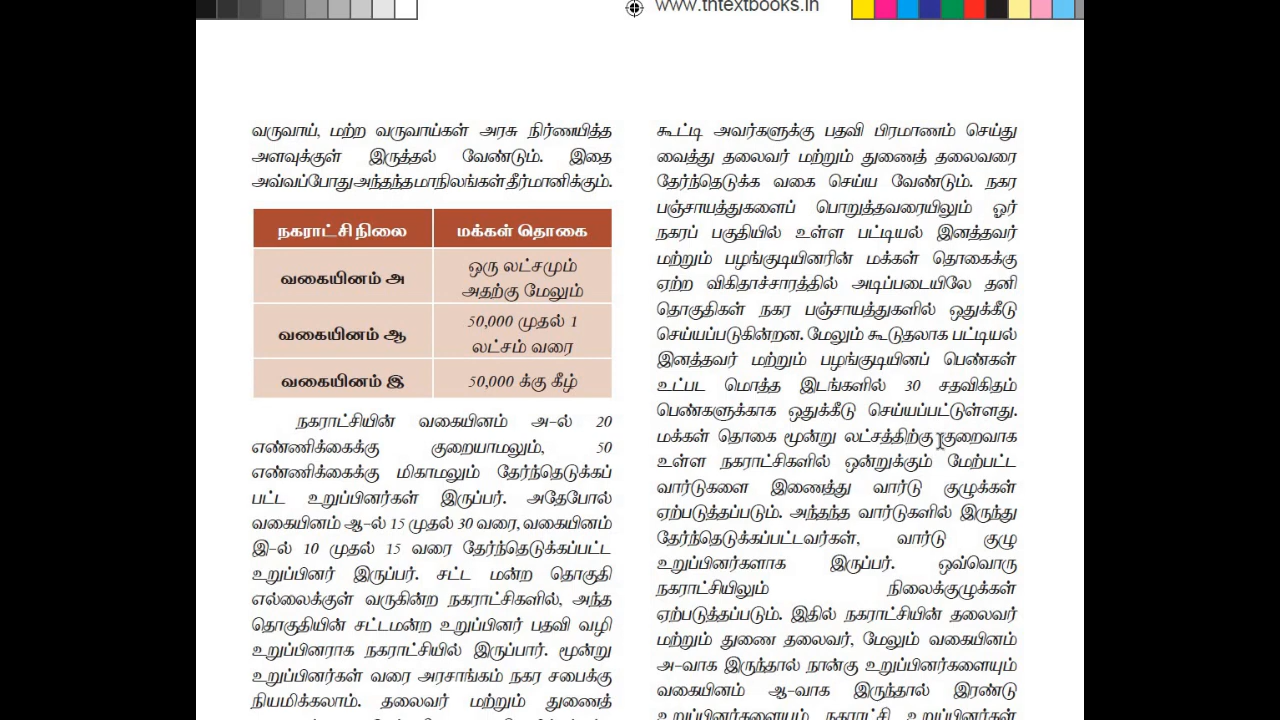 www.tntextbooks.in
வருவாய், மற்ற வருவாய்கள் அரசு நிர்ணயித்த
அளவுக்குள் இருத்தல் வேண்டும். இதை
அவ்வப்போது அந்தந்த மாநிலங்கள் தீர்மானிக்கும்.
நகராட்சி நிலை மக்கள் தொகை
வகையினம் அ ஒரு லட்சமும்
அதற்கு மேலும்
வகையினம் ஆ 50,000 முதல் 1
லட்சம் வரை
வகையினம் இ 50,000 க்கு கீழ்
நகராட்சியின் வகையினம் அ-ல் 20
எண்ணிக்கைக்கு குறையாமலும், 50
எண்ணிக்கைக்கு மிகாமலும் தேர்ந்தெடுக்கப்
பட்ட உறுப்பினர்கள் இருப்பர். அதேபோல்
வகையினம் ஆ-ல் 15 முதல் 30 வரை, வகையினம்
இ-ல் 10 முதல் 15 வரை தேர்ந்தெடுக்கப்பட்ட
உறுப்பினர் இருப்பர். சட்ட மன்ற தொகுதி
எல்லைக்குள் வருகின்ற நகராட்சிகளில், அந்த
தொகுதியின் சட்டமன்ற உறுப்பினர் பதவி வழி
உறுப்பினராக நகராட்சியில் இருப்பார். மூன்று
உறுப்பினர்கள் வரை அரசாங்கம் நகர சபைக்கு
நியமிக்கலாம். தலைவர் மற்றும் துணைத்
கூட்டி அவர்களுக்கு பதவி பிரமாணம் செய்து
வைத்து தலைவர் மற்றும் துணைத் தலைவரை
தேர்ந்தெடுக்க வகை செய்ய வேண்டும். நகர
பஞ்சாயத்துகளைப் பொறுத்தவரையிலும் ஓர்
நகரப் பகுதியில் உள்ள பட்டியல் இனத்தவர்
மற்றும் பழங்குடியினரின் மக்கள் தொகைக்கு
ஏற்ற விகிதாச்சாரத்தில் அடிப்படையிலே தனி
தொகுதிகள் நகர பஞ்சாயத்துகளில் ஒதுக்கீடு
செய்யப்படுகின்றன. மேலும் கூடுதலாக பட்டியல்
இனத்தவர் மற்றும் பழங்குடியினப் பெண்கள்
உட்பட மொத்த இடங்களில் 30 சதவிகிதம்
பெண்களுக்காக ஒதுக்கீடு செய்யப்பட்டுள்ளது.
மக்கள் தொகை மூன்று லட்சத்திற்கு குறைவாக
உள்ள நகராட்சிகளில் ஒன்றுக்கும் மேற்பட்ட
வார்டுகளை இணைத்து வார்டு குழுக்கள்
ஏற்படுத்தப்படும். அந்தந்த வார்டுகளில் இருந்து
தேர்ந்தெடுக்கப்பட்டவர்கள், வார்டு குழு
உறுப்பினர்களாக இருப்பர். ஒவ்வொரு
நகராட்சியிலும் நிலைக்குழுக்கள்
ஏற்படுத்தப்படும். இதில் நகராட்சியின் தலைவர்
மற்றும் துணை தலைவர், மேலும் வகையினம்
அ-வாக இருந்தால் நான்கு உறுப்பினர்களையும்
வகையினம் ஆ-வாக இருந்தால் இரண்டு
உறுப்பினர்களையும் நகராட்சி உறுப்பினர்கள்